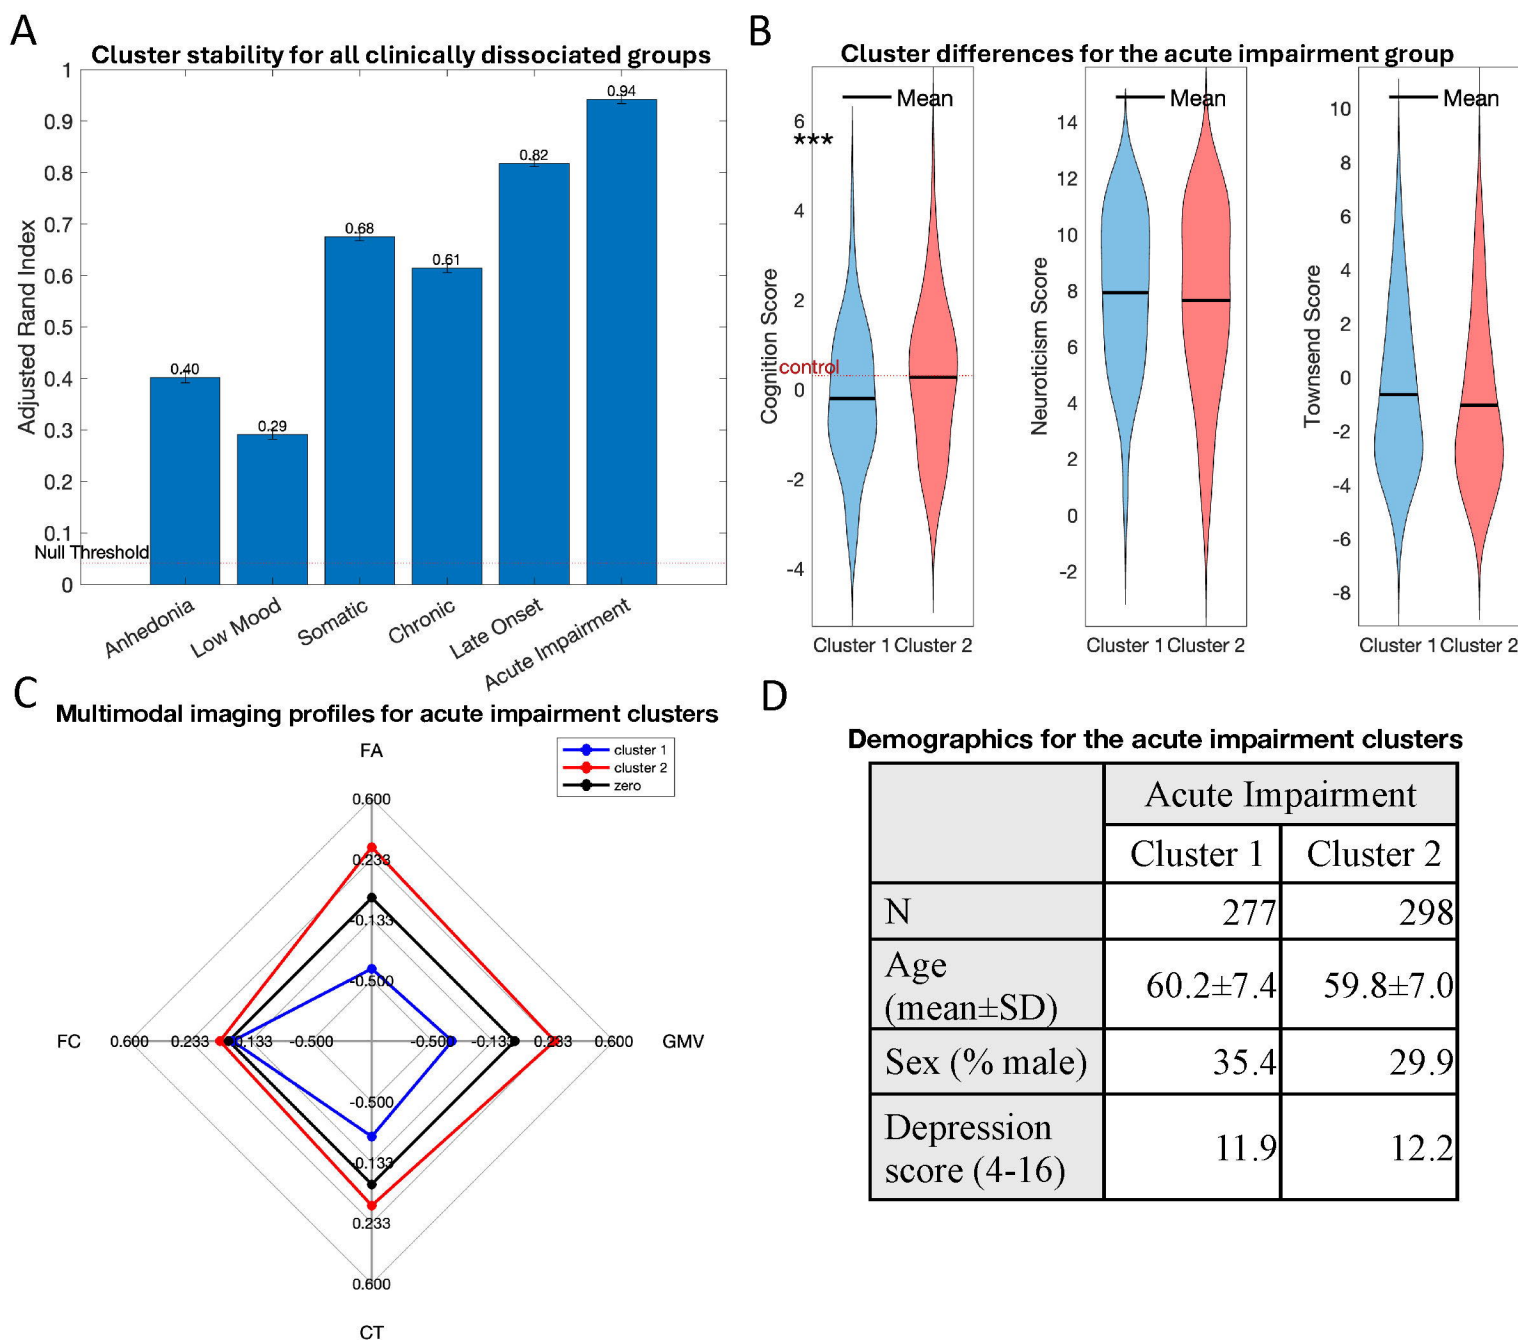 A
Cluster stability for all clinically dissociated groups
Adjusted Rand Index
1
0.9
0.8
0.7
0.6
0.5
0.4
0.3
0.2
0.1
0
Null Threshold
0.40
0.29
0.68
0.61
0.82
0.94
Anhedonia
Low Mood
Somatic
Chronic
Late Onset
Acute Impairment
B
Cluster differences for the acute impairment group
Cognition Score
6
4
2
0
-2
-4
***
Mean
control
Cluster 1 Cluster 2
Neuroticism Score
14
12
10
8
6
4
2
0
-2
Mean
Cluster 1 Cluster 2
Townsend Score
10
8
6
4
2
0
-2
-4
-6
-8
Mean
Cluster 1 Cluster 2
C
Multimodal imaging profiles for acute impairment clusters
cluster 1
cluster 2
zero
FA
0.600
0.233
-0.133
-0.500
FC 0.600 0.233 -0.133 -0.500 -0.500 -0.133 0.233 0.600 GMV
-0.500
-0.133
0.233
0.600
CT
D
Demographics for the acute impairment clusters
Acute Impairment
Cluster 1 Cluster 2
N 277 298
Age
(mean±SD) 60.2±7.4 59.8±7.0
Sex (% male) 35.4 29.9
Depression
score (4-16) 11.9 12.2